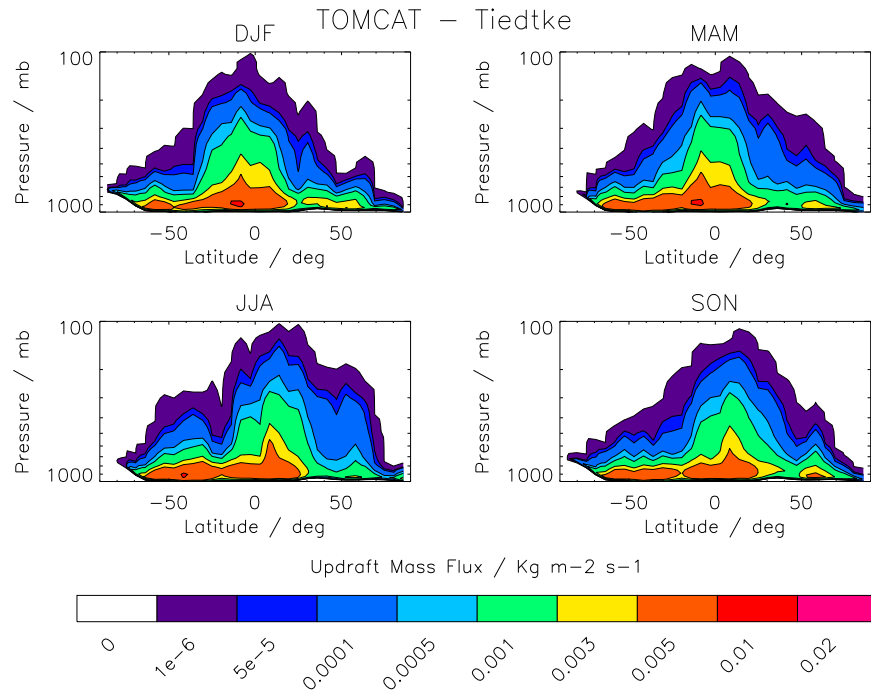 TOMCAT − Tiedtke
DJF
MAM
100
1000
Pressure / mb
−50 0 50
Latitude / deg
100
1000
Pressure / mb
−50 0 50
Latitude / deg
JJA
SON
100
1000
Pressure / mb
−50 0 50
Latitude / deg
100
1000
Pressure / mb
−50 0 50
Latitude / deg
Updraft Mass Flux / Kg m−2 s−1
0 1e−6 5e−5 0.0001 0.0005 0.001 0.003 0.005 0.01 0.02